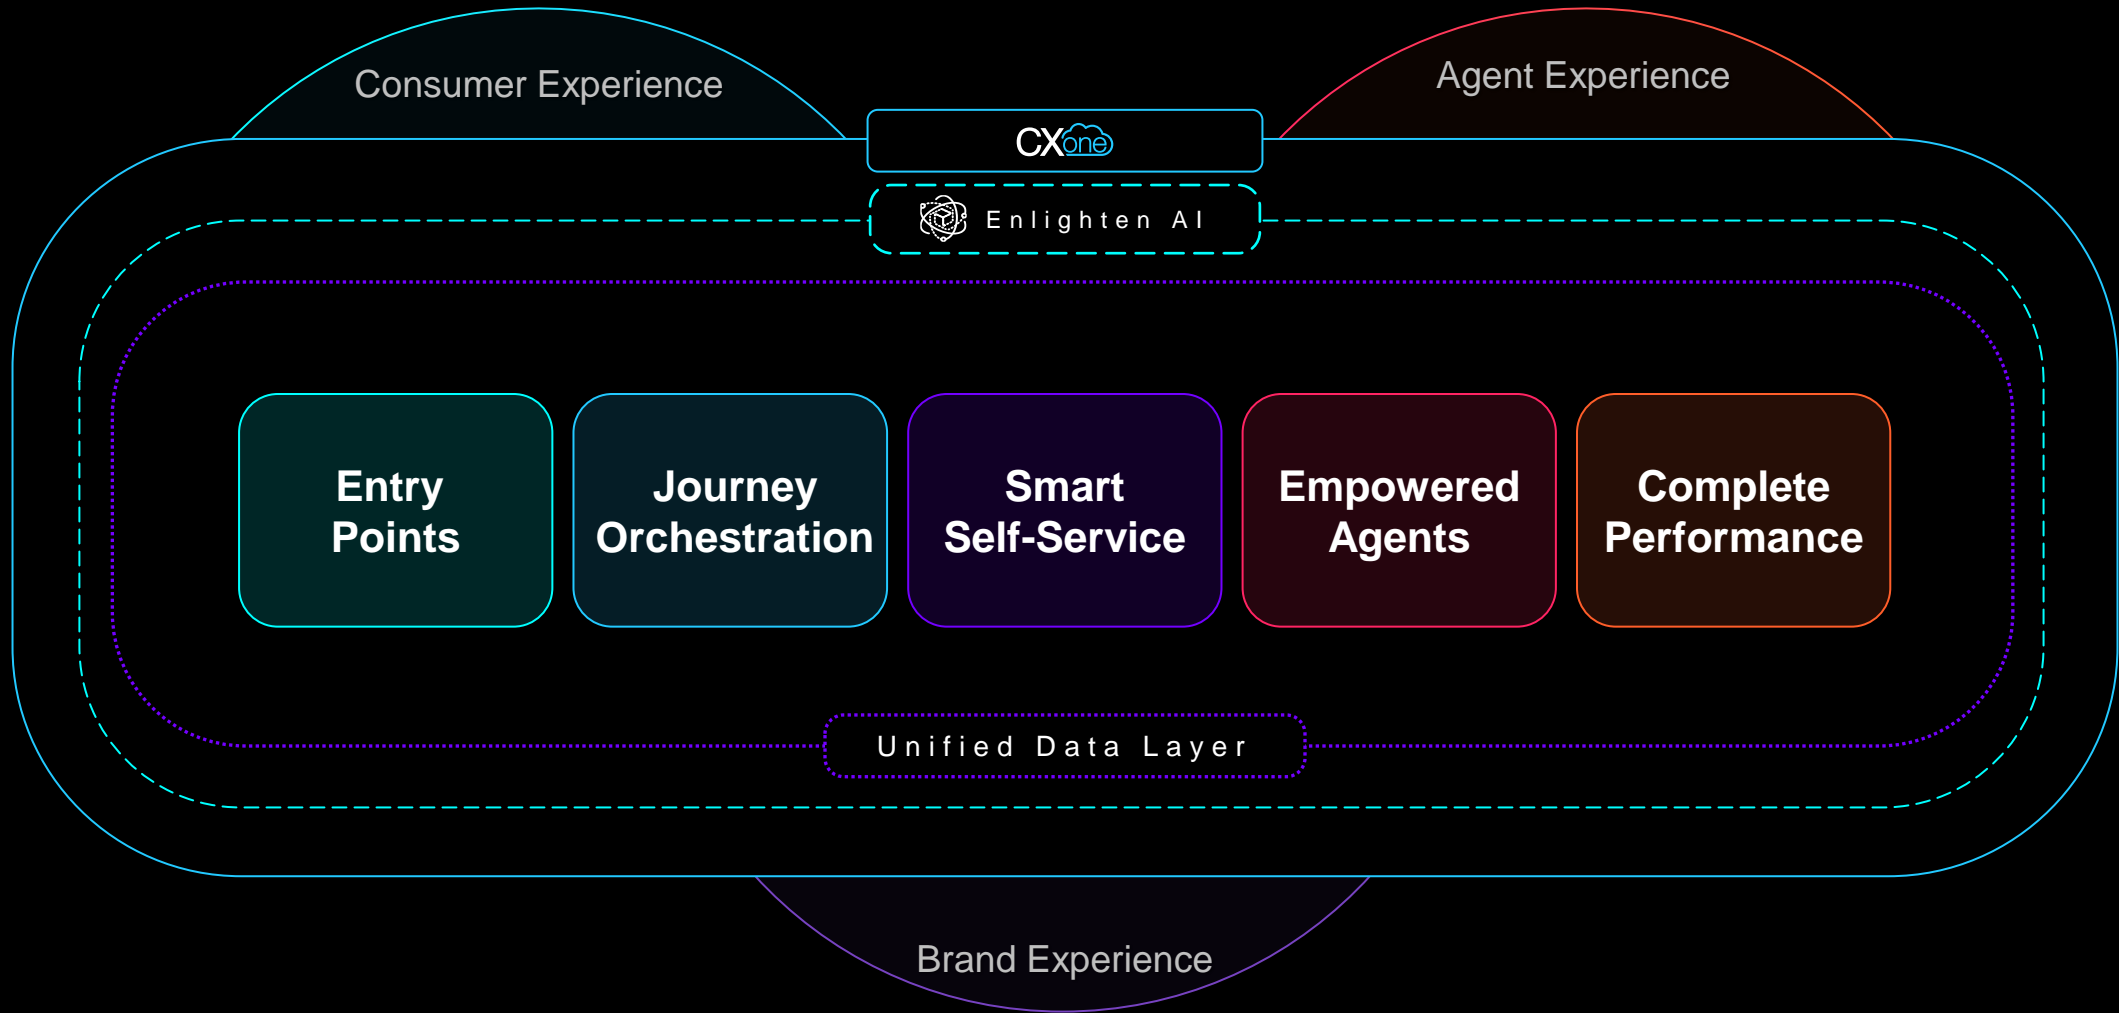 Consumer Experience
Agent Experience
CXone
Enlighten AI
Entry
Points
Journey
Orchestration
Smart
Self-Service
Empowered
Agents
Complete
Performance
Unified Data Layer
Brand Experience